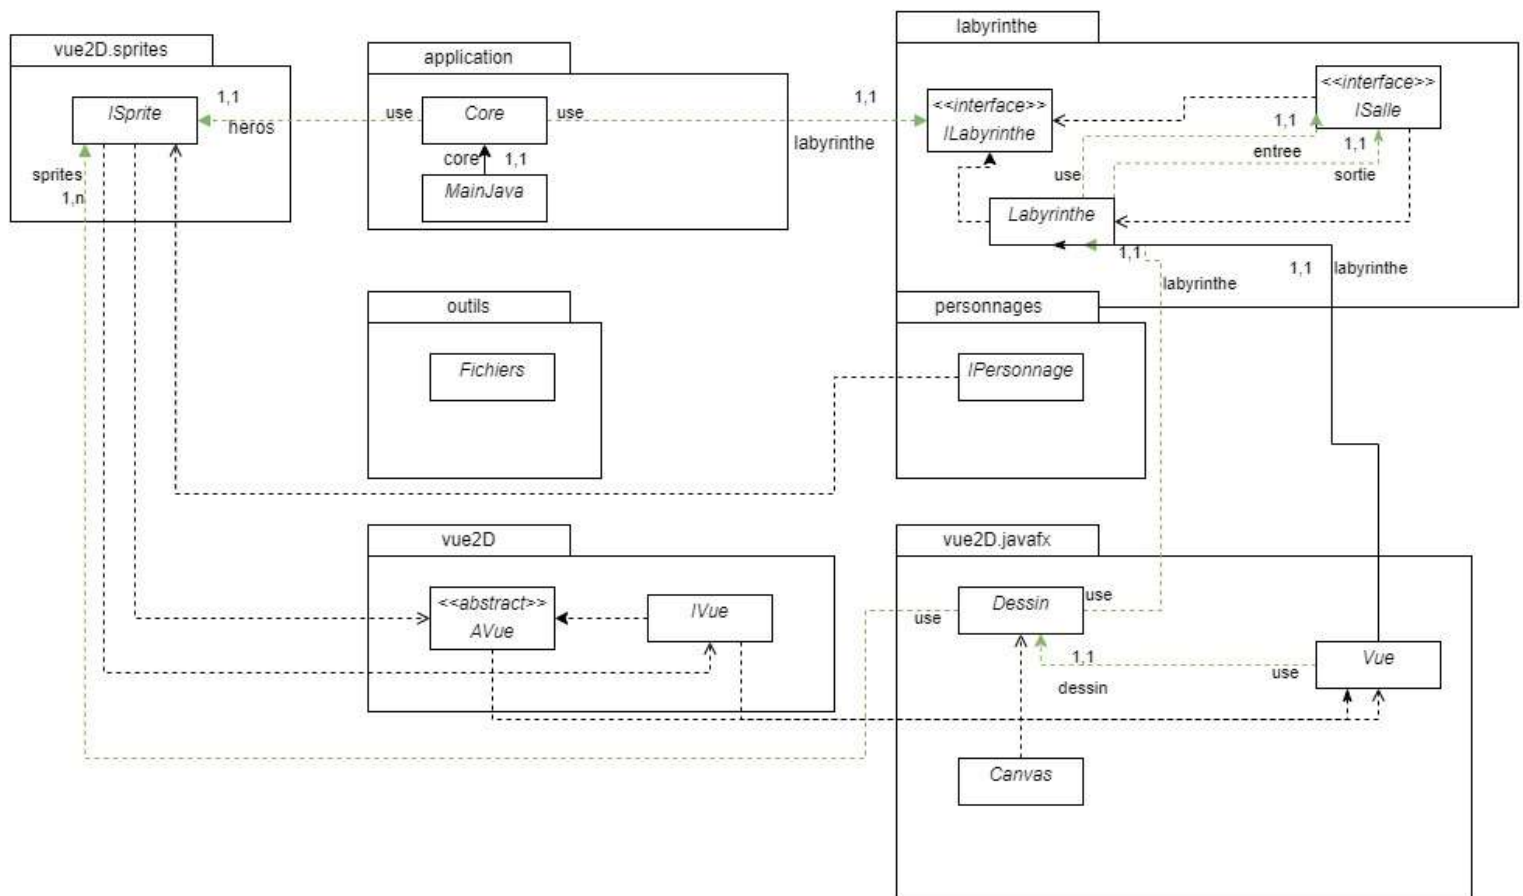 labyrinthe
vue2D.sprites
application
<<interface>>
ISalle
ISprite
1,1
heros
use
Core
use
1,1
labyrinthe
<<interface>>
ILabyrinthe
1,1
entree
1,1
sortie
use
core
1,1
MainJava
sprites
1,n
Labyrinthe
1,1
labyrinthe
1,1
labyrinthe
outils
Fichiers
personnages
IPersonnage
vue2D
<<abstract>>
AVue
IVue
vue2D.javafx
Dessin
use
use
1,1
dessin
use
Vue
Canvas